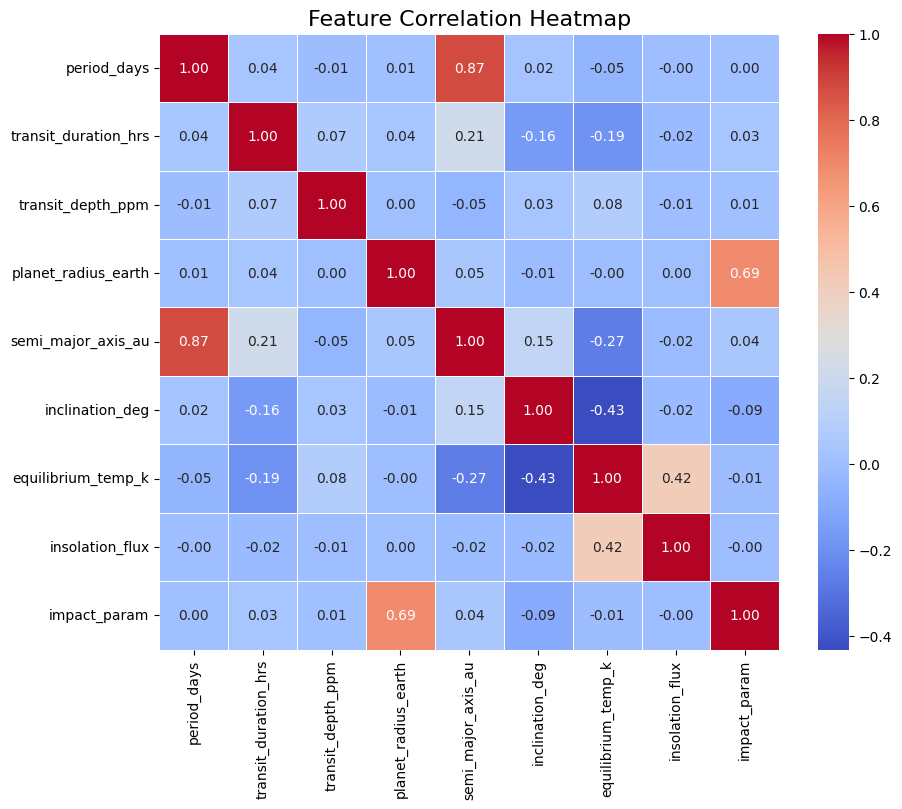 Feature Correlation Heatmap
period_days 1.00 0.04 -0.01 0.01 0.87 0.02 -0.05 -0.00 0.00
transit_duration_hrs 0.04 1.00 0.07 0.04 0.21 -0.16 -0.19 -0.02 0.03
transit_depth_ppm -0.01 0.07 1.00 0.00 -0.05 0.03 0.08 -0.01 0.01
planet_radius_earth 0.01 0.04 0.00 1.00 0.05 -0.01 -0.00 0.00 0.69
semi_major_axis_au 0.87 0.21 -0.05 0.05 1.00 0.15 -0.27 -0.02 0.04
inclination_deg 0.02 -0.16 0.03 -0.01 0.15 1.00 -0.43 -0.02 -0.09
equilibrium_temp_k -0.05 -0.19 0.08 -0.00 -0.27 -0.43 1.00 0.42 -0.01
insolation_flux -0.00 -0.02 -0.01 0.00 -0.02 -0.02 0.42 1.00 -0.00
impact_param 0.00 0.03 0.01 0.69 0.04 -0.09 -0.01 -0.00 1.00
period_days
transit_duration_hrs
transit_depth_ppm
planet_radius_earth
semi_major_axis_au
inclination_deg
equilibrium_temp_k
insolation_flux
impact_param
1.0
0.8
0.6
0.4
0.2
0.0
−0.2
−0.4